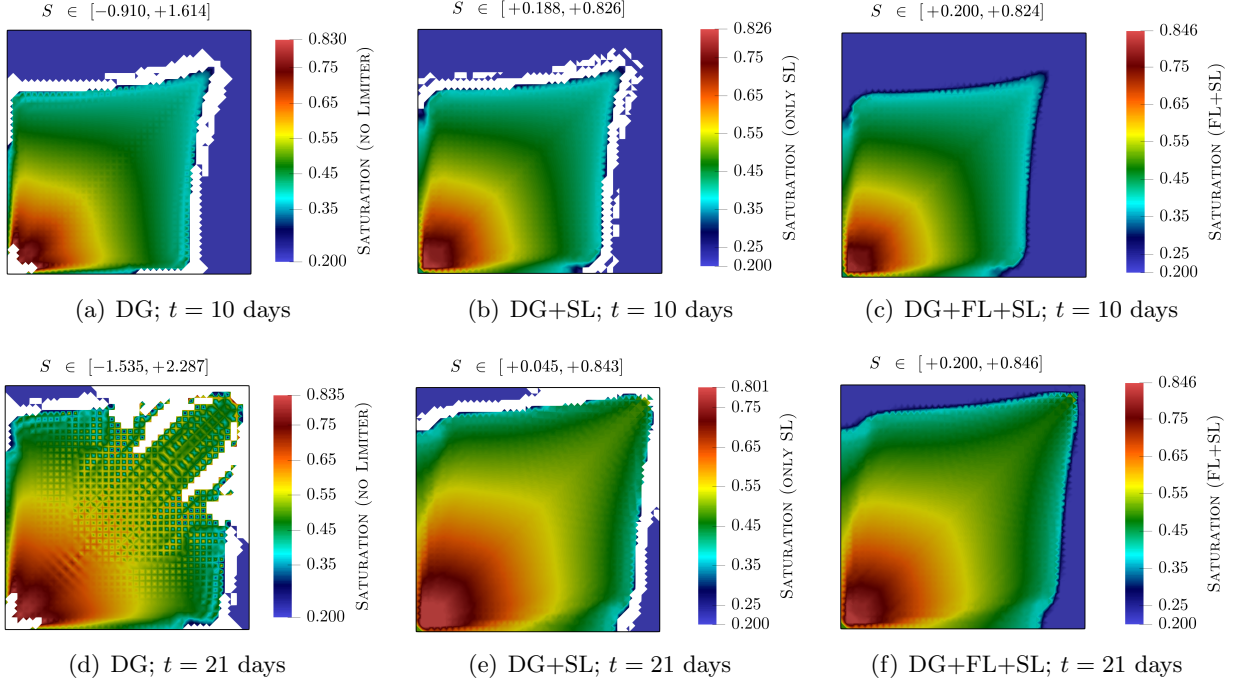 S ∈ [−0.910, +1.614]
0.830
0.75
0.65
0.55
0.45
0.35
0.200
SATURATION (NO LIMITER)
(a) DG; t = 10 days
S ∈ [+0.188, +0.826]
0.826
0.75
0.65
0.55
0.45
0.35
0.25
0.200
SATURATION (ONLY SL)
(b) DG+SL; t = 10 days
S ∈ [+0.200, +0.824]
0.846
0.75
0.65
0.55
0.45
0.35
0.25
0.200
SATURATION (FL+SL)
(c) DG+FL+SL; t = 10 days
S ∈ [−1.535, +2.287]
0.835
0.75
0.65
0.55
0.45
0.35
0.200
SATURATION (NO LIMITER)
(d) DG; t = 21 days
S ∈ [+0.045, +0.843]
0.801
0.75
0.65
0.55
0.45
0.35
0.25
0.200
SATURATION (ONLY SL)
(e) DG+SL; t = 21 days
S ∈ [+0.200, +0.846]
0.846
0.75
0.65
0.55
0.45
0.35
0.25
0.200
SATURATION (FL+SL)
(f) DG+FL+SL; t = 21 days